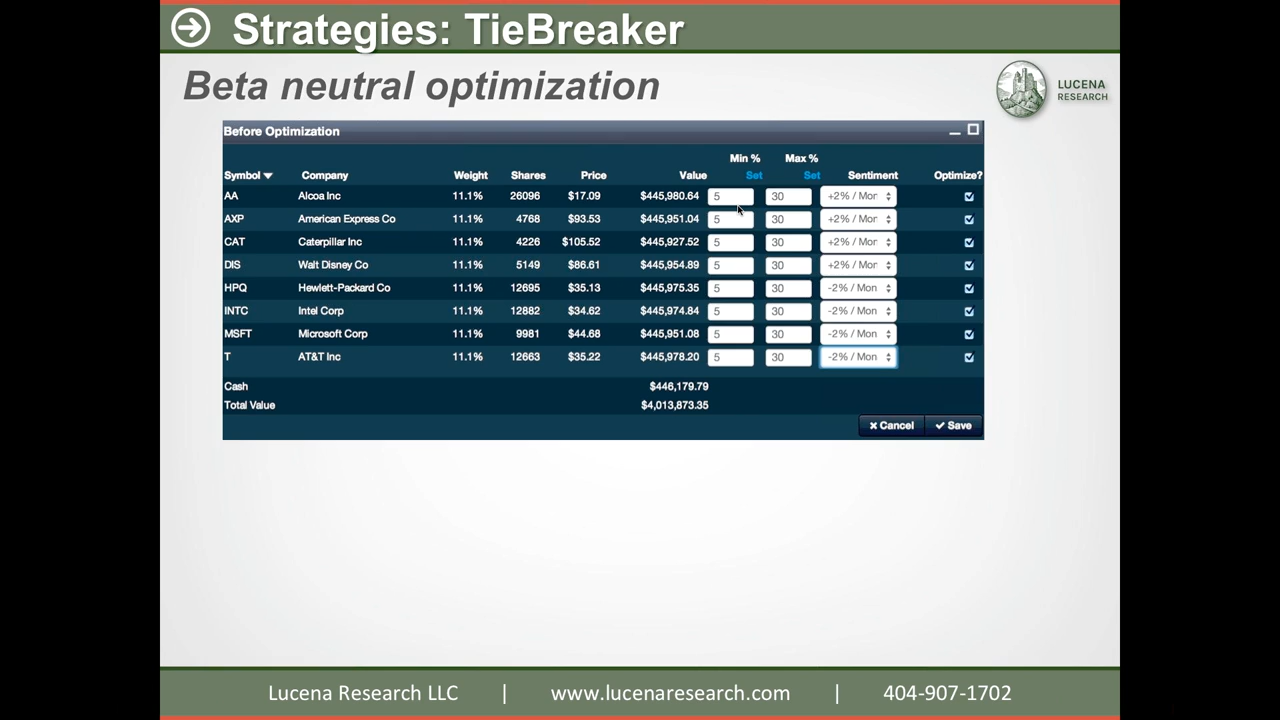 Strategies: TieBreaker
Beta neutral optimization
LUCENA
RESEARCH
Before Optimization
Min % Max %
Symbol Company Weight Shares Price Value Set Set Sentiment Optimize?
AA Alcoa Inc 11.1% 26096 $17.09 $445,980.64 5 30 +2% / Mor
AXP American Express Co 11.1% 4768 $93.53 $445,951.04 5 30 +2% / Mor
CAT Caterpillar Inc 11.1% 4226 $105.52 $445,927.52 5 30 +2% / Mor
DIS Walt Disney Co 11.1% 5149 $86.61 $445,954.89 5 30 +2% / Mor
HPQ Hewlett-Packard Co 11.1% 12695 $35.13 $445,975.35 5 30 -2% / Mon
INTC Intel Corp 11.1% 12882 $34.62 $445,974.84 5 30 -2% / Mon
MSFT Microsoft Corp 11.1% 9981 $44.68 $445,951.08 5 30 -2% / Mon
T AT&T Inc 11.1% 12663 $35.22 $445,978.20 5 30 -2% / Mon
Cash $446,179.79
Total Value $4,013,873.35
Cancel Save
Lucena Research LLC | www.lucenaresearch.com | 404-907-1702